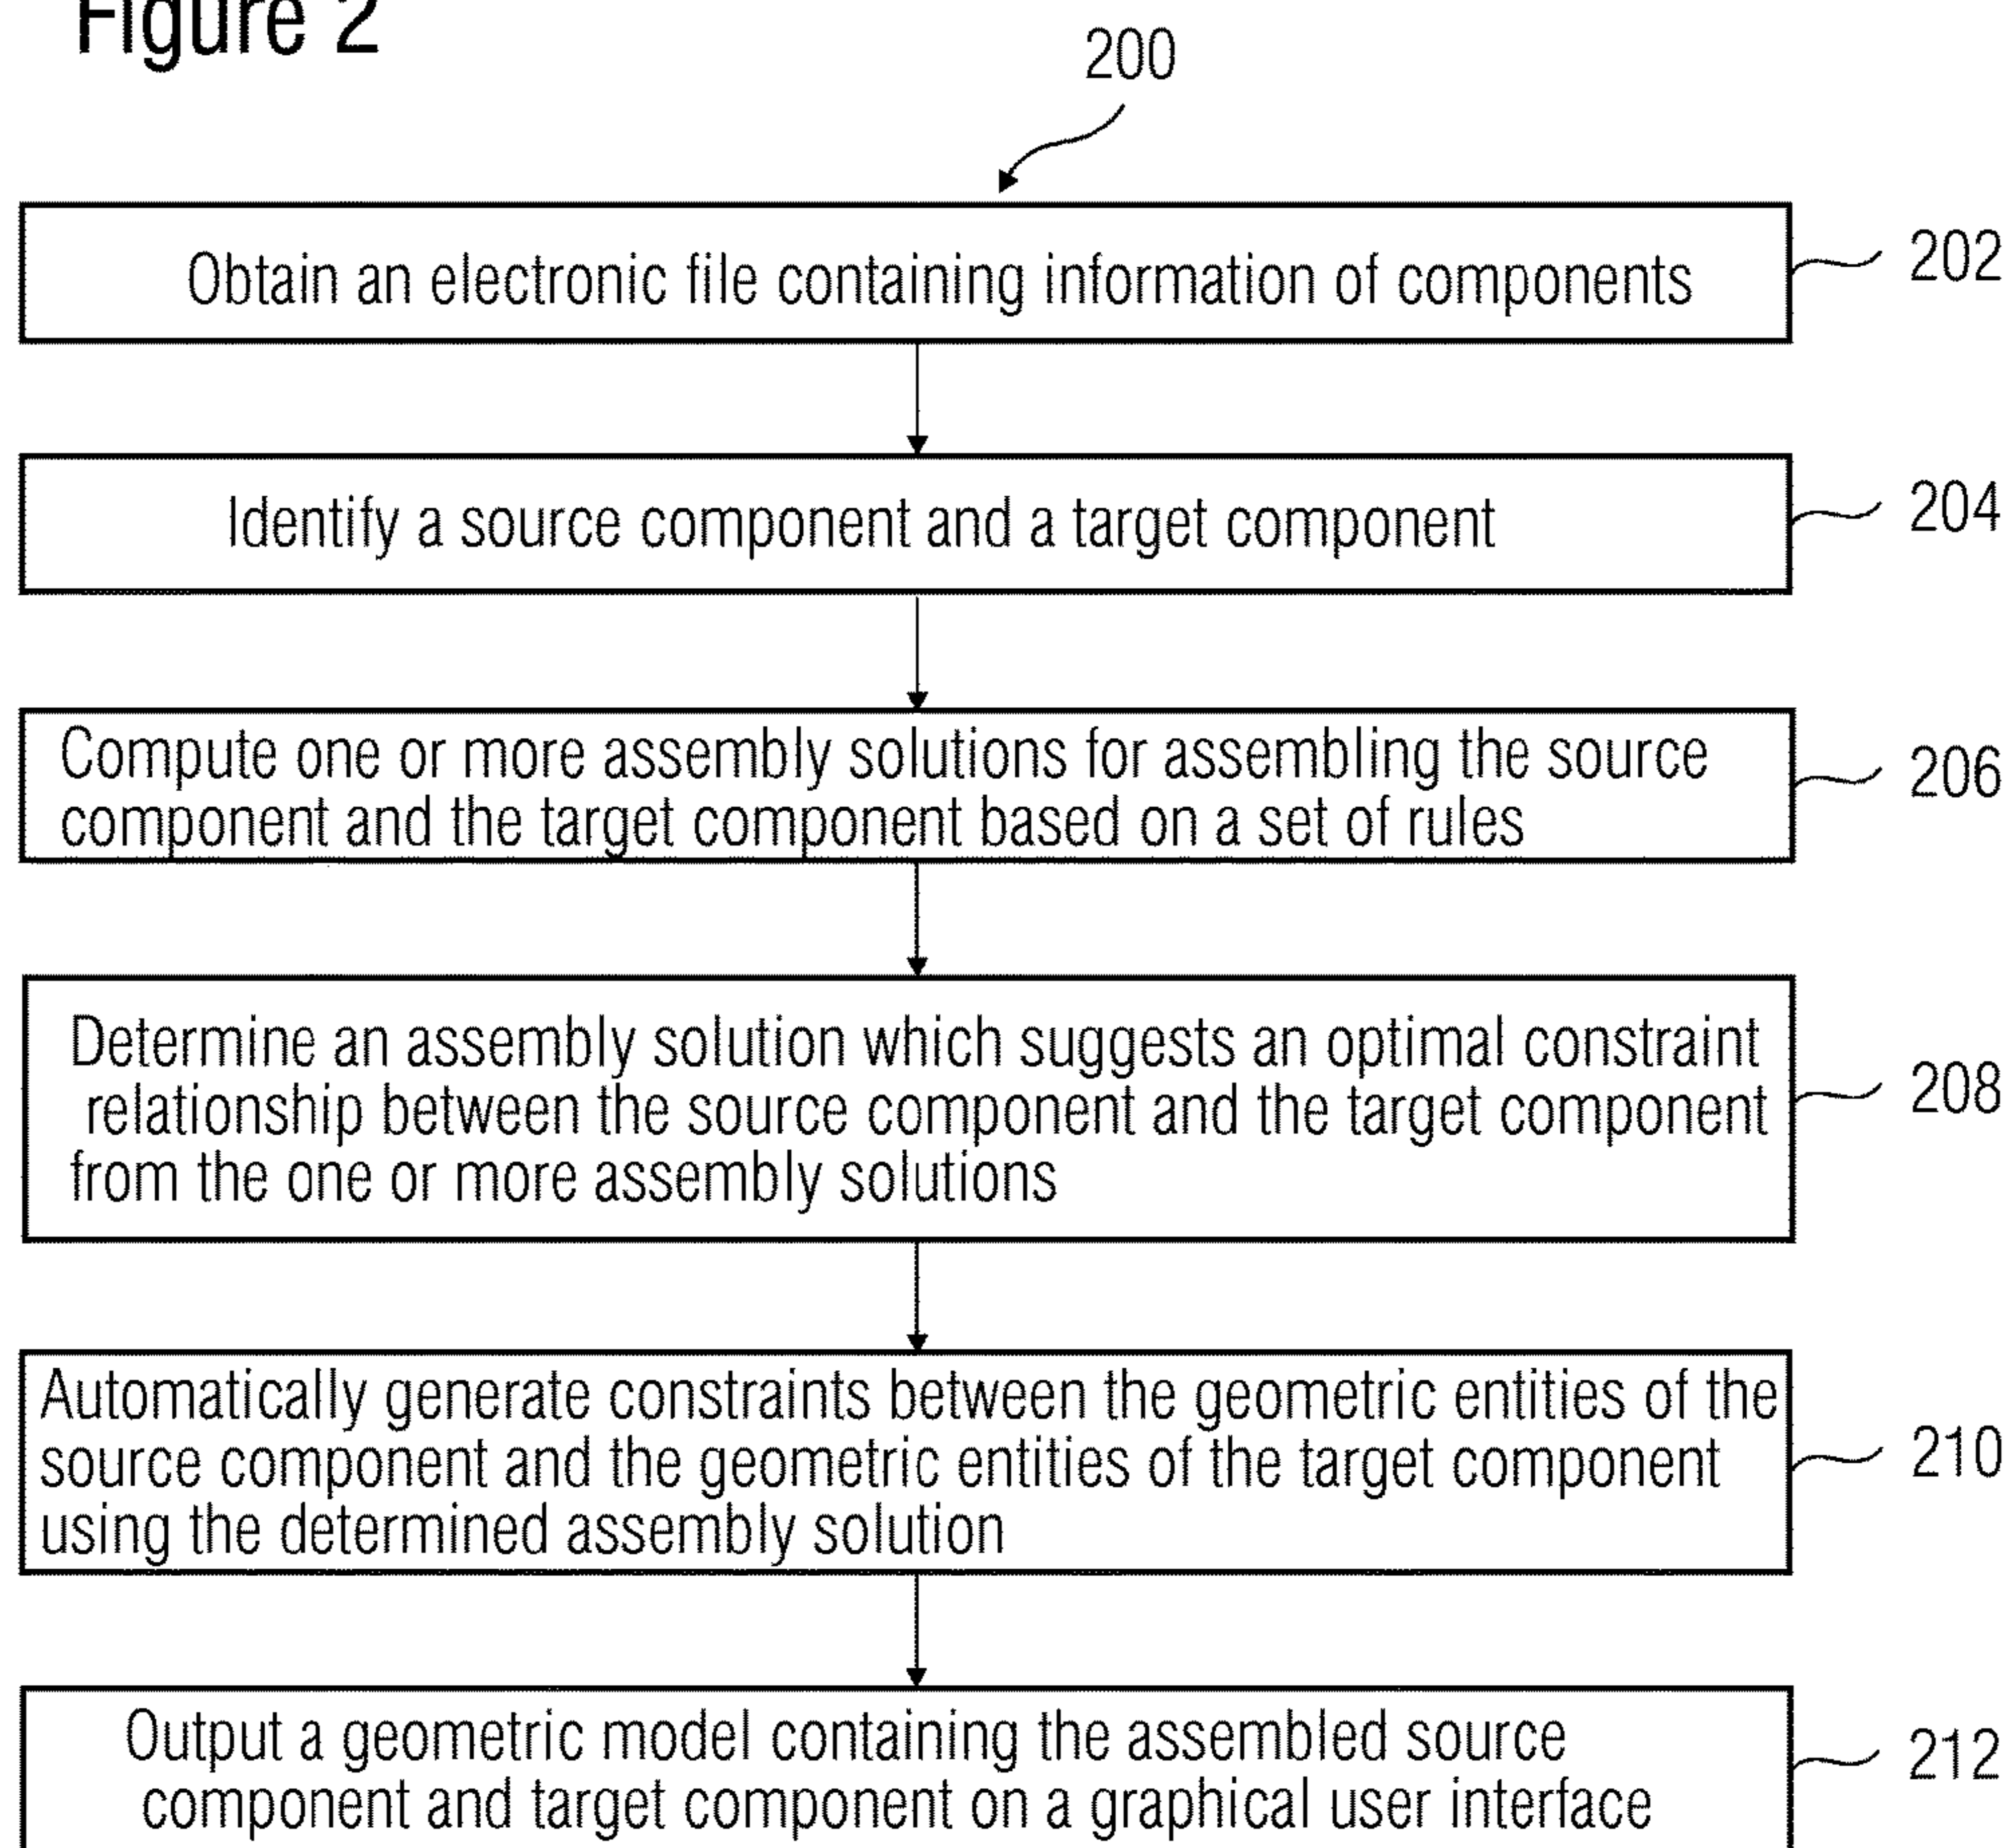 Figure 2
200
Obtain an electronic file containing information of components
202
Identify a source component and a target component
204
Compute one or more assembly solutions for assembling the source
component and the target component based on a set of rules
206
Determine an assembly solution which suggests an optimal constraint
relationship between the source component and the target component
from the one or more assembly solutions
208
Automatically generate constraints between the geometric entities of the
source component and the geometric entities of the target component
using the determined assembly solution
210
Output a geometric model containing the assembled source
component and target component on a graphical user interface
212